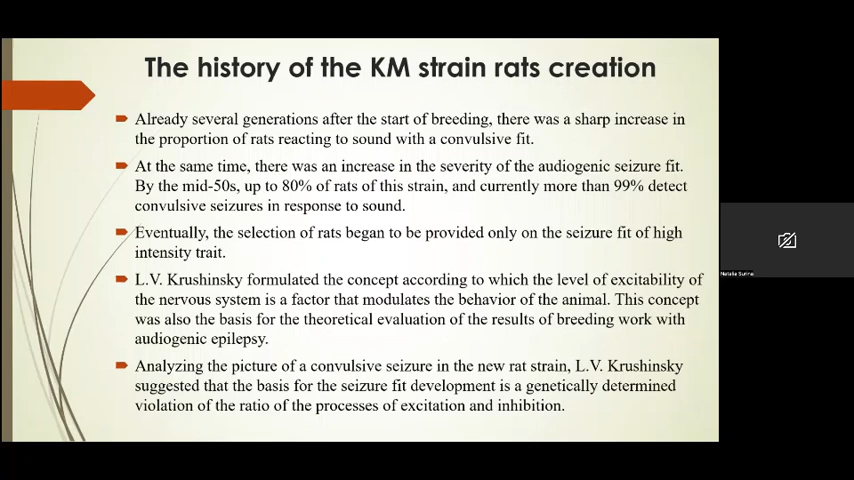 The history of the KM strain rats creation
Already several generations after the start of breeding, there was a sharp increase in
the proportion of rats reacting to sound with a convulsive fit.
At the same time, there was an increase in the severity of the audiogenic seizure fit.
By the mid-50s, up to 80% of rats of this strain, and currently more than 99% detect
convulsive seizures in response to sound.
Eventually, the selection of rats began to be provided only on the seizure fit of high
intensity trait.
L.V. Krushinsky formulated the concept according to which the level of excitability of
the nervous system is a factor that modulates the behavior of the animal. This concept
was also the basis for the theoretical evaluation of the results of breeding work with
audiogenic epilepsy.
Analyzing the picture of a convulsive seizure in the new rat strain, L.V. Krushinsky
suggested that the basis for the seizure fit development is a genetically determined
violation of the ratio of the processes of excitation and inhibition.
Natalia Surina